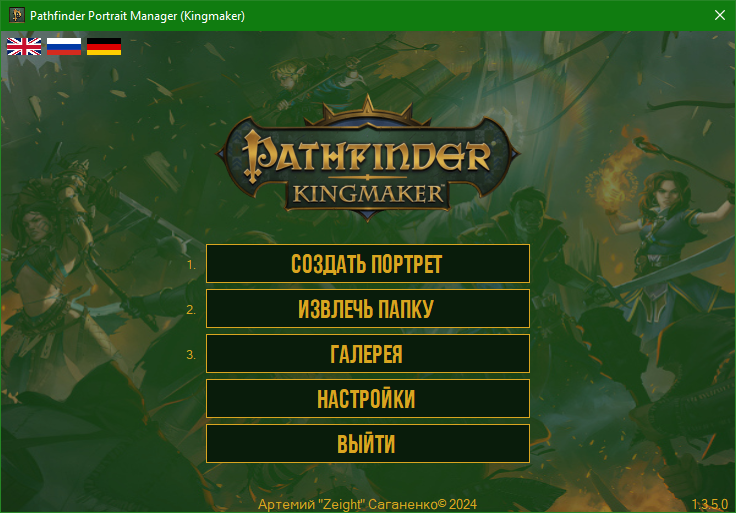 Pathfinder Portrait Manager (Kingmaker)
PATHFINDER
KINGMAKER™
1. СОЗДАТЬ ПОРТРЕТ
2. ИЗВЛЕЧЬ ПАПКУ
3. ГАЛЕРЕЯ
НАСТРОЙКИ
ВЫЙТИ
Артемий "Zeight" Саганенко© 2024
1.3.5.0